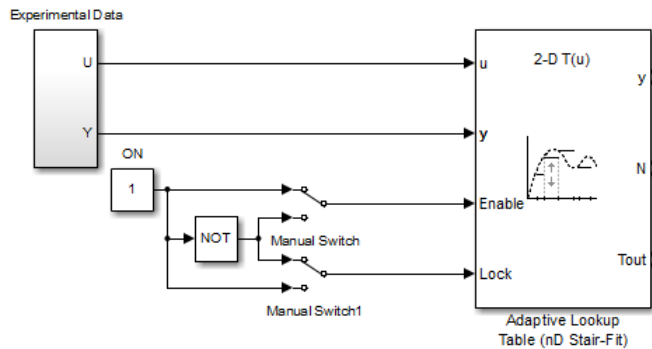 Experimental Data
U
Y
ON
1
NOT
Manual Switch
Manual Switch1
2-D T(u)
u
y
Enable
Lock
y
N
Tout
Adaptive Lookup
Table (nD Stair-Fit)